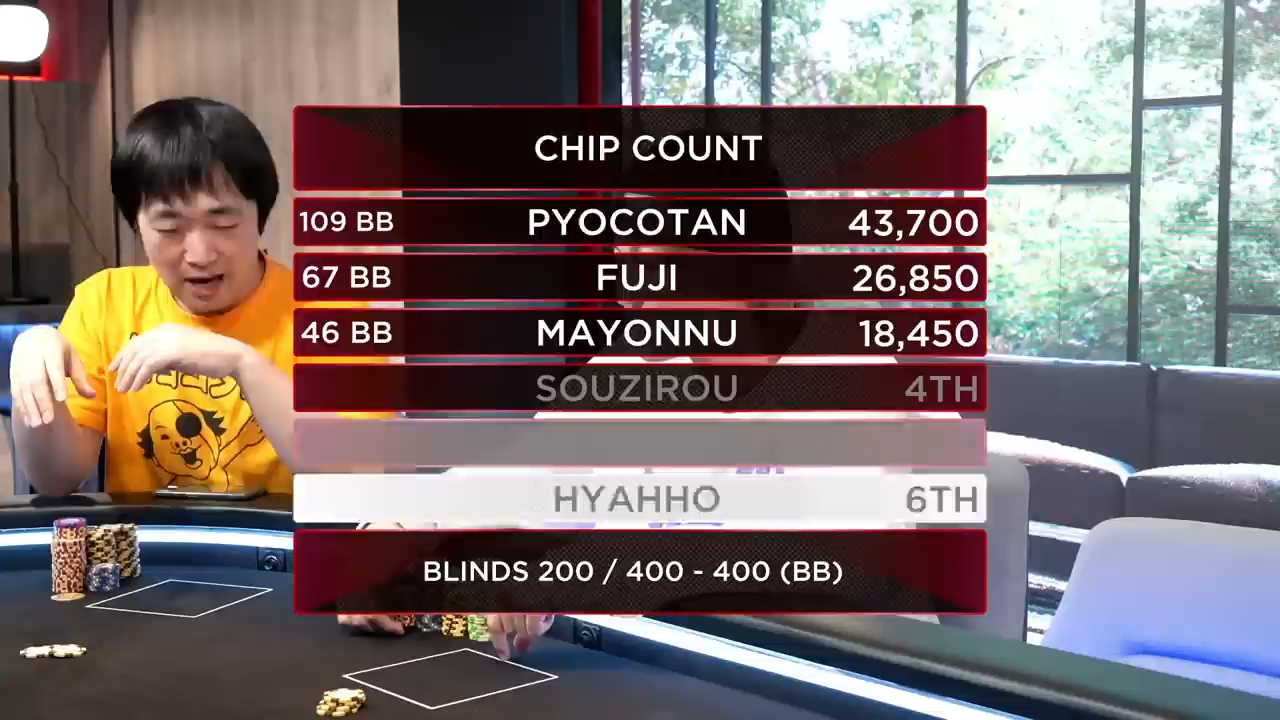 CHIP COUNT
109 BB PYOCOTAN 43,700
67 BB FUJI 26,850
46 BB MAYONNU 18,450
SOUZIROU 4TH
HYAHHO 6TH
BLINDS 200 / 400 - 400 (BB)